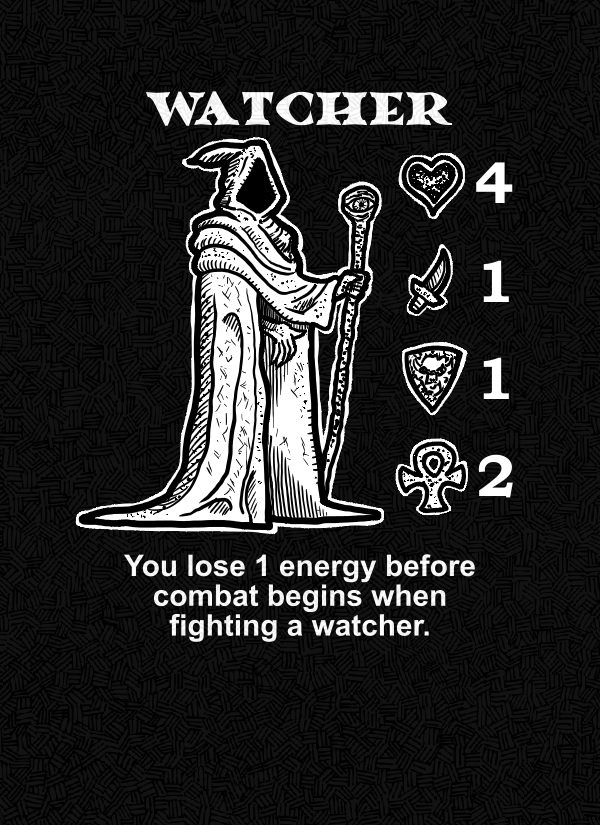 WATCHER
4
1
1
2
You lose 1 energy before
combat begins when
fighting a watcher.